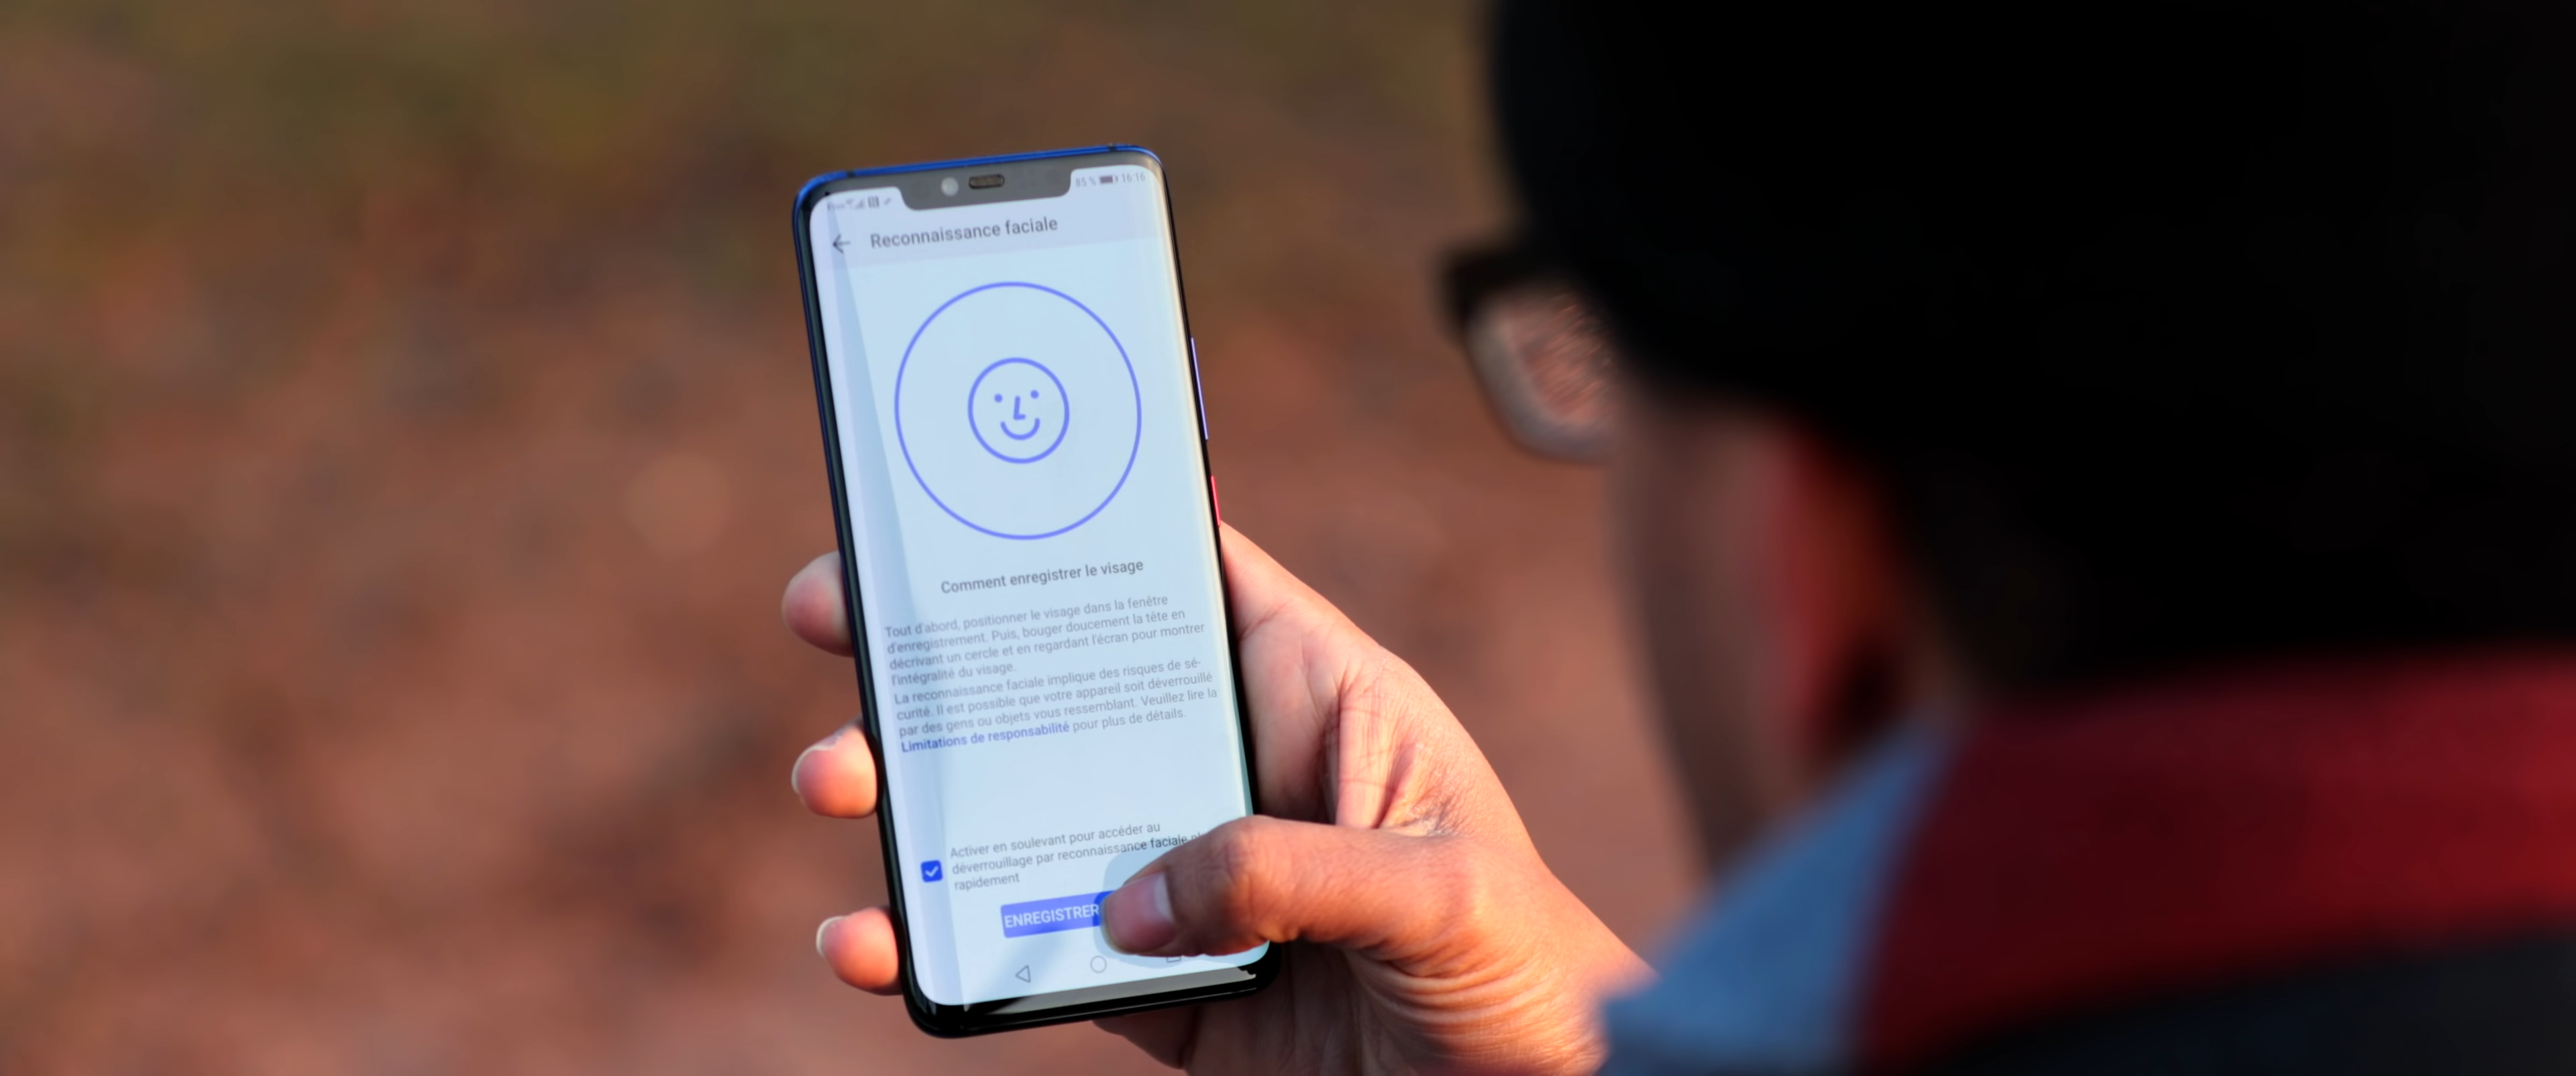 85 % 16:16
Reconnaissance faciale
Comment enregistrer le visage
Tout d'abord, positionner le visage dans la fenêtre
d'enregistrement. Puis, bouger doucement la tête en
décrivant un cercle et en regardant l'écran pour montrer
l'intégralité du visage.
La reconnaissance faciale implique des risques de sé-
curité. Il est possible que votre appareil soit déverrouillé
par des gens ou objets vous ressemblant. Veuillez lire la
Limitations de responsabilité pour plus de détails.
Activer en soulevant pour accéder au
déverrouillage par reconnaissance faciale
rapidement
ENREGISTRER